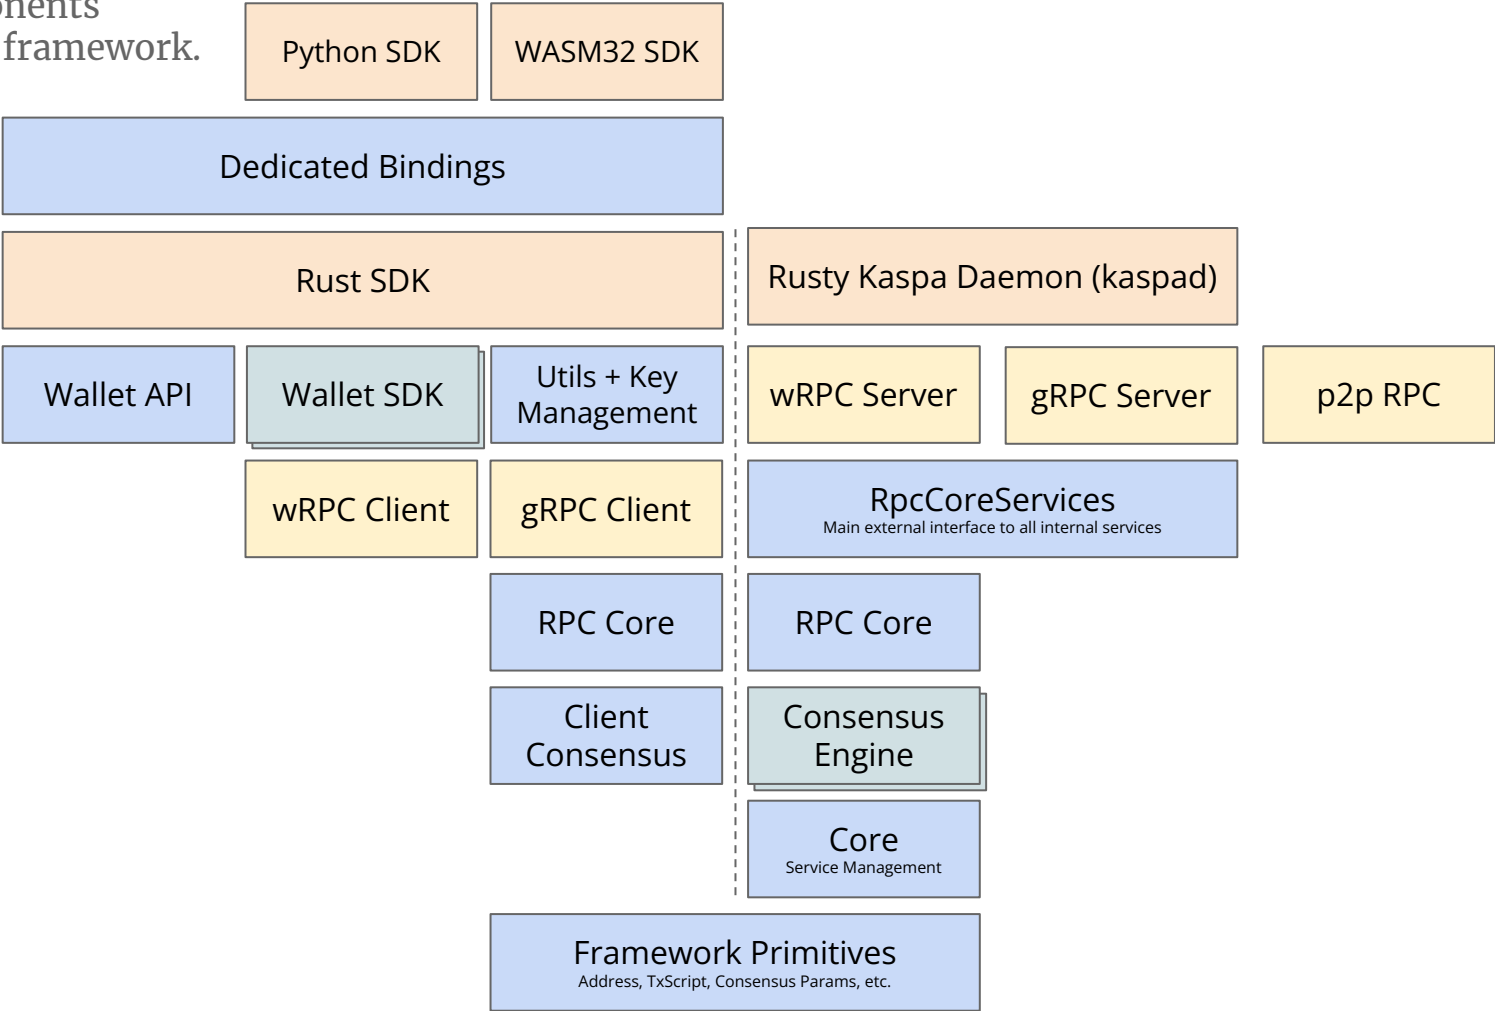 framework.
Python SDK
WASM32 SDK
Dedicated Bindings
Rust SDK
Rusty Kaspa Daemon (kaspad)
Wallet API
Wallet SDK
Utils + Key
Management
wRPC Server
gRPC Server
p2p RPC
wRPC Client
gRPC Client
RpcCoreServices
Main external interface to all internal services
RPC Core
RPC Core
Client
Consensus
Consensus
Engine
Core
Service Management
Framework Primitives
Address, TxScript, Consensus Params, etc.